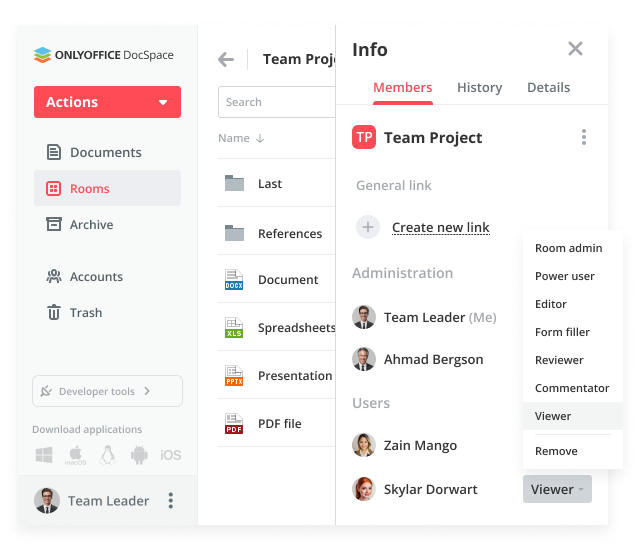 ONLYOFFICE DocSpace
Actions
Documents
Rooms
Archive
Accounts
Trash
Developer tools
Download applications
macOS
iOS
Team Leader
Team Proje
Search
Name
Last
References
DOCX
Document
XLS
Spreadsheets
PPTX
Presentation
PDF
PDF file
Info
Members History Details
TP Team Project
General link
Create new link
Administration
Team Leader (Me)
Ahmad Bergson
Users
Zain Mango
Skylar Dorwart
Room admin
Power user
Editor
Form filler
Reviewer
Commentator
Viewer
Remove
Viewer